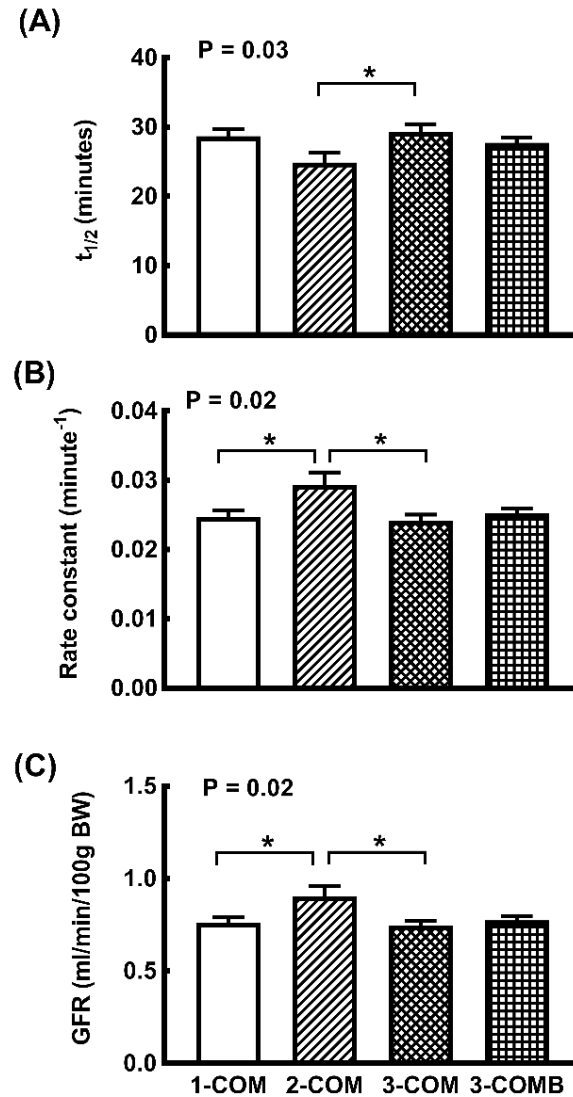 (A)
P = 0.03
*
t1/2 (minutes)
40
30
20
10
0
(B)
P = 0.02
*
*
Rate constant (minute-1)
0.04
0.03
0.02
0.01
0.00
(C)
P = 0.02
*
*
GFR (ml/min/100g BW)
1.5
1.0
0.5
0.0
1-COM 2-COM 3-COM 3-COMB